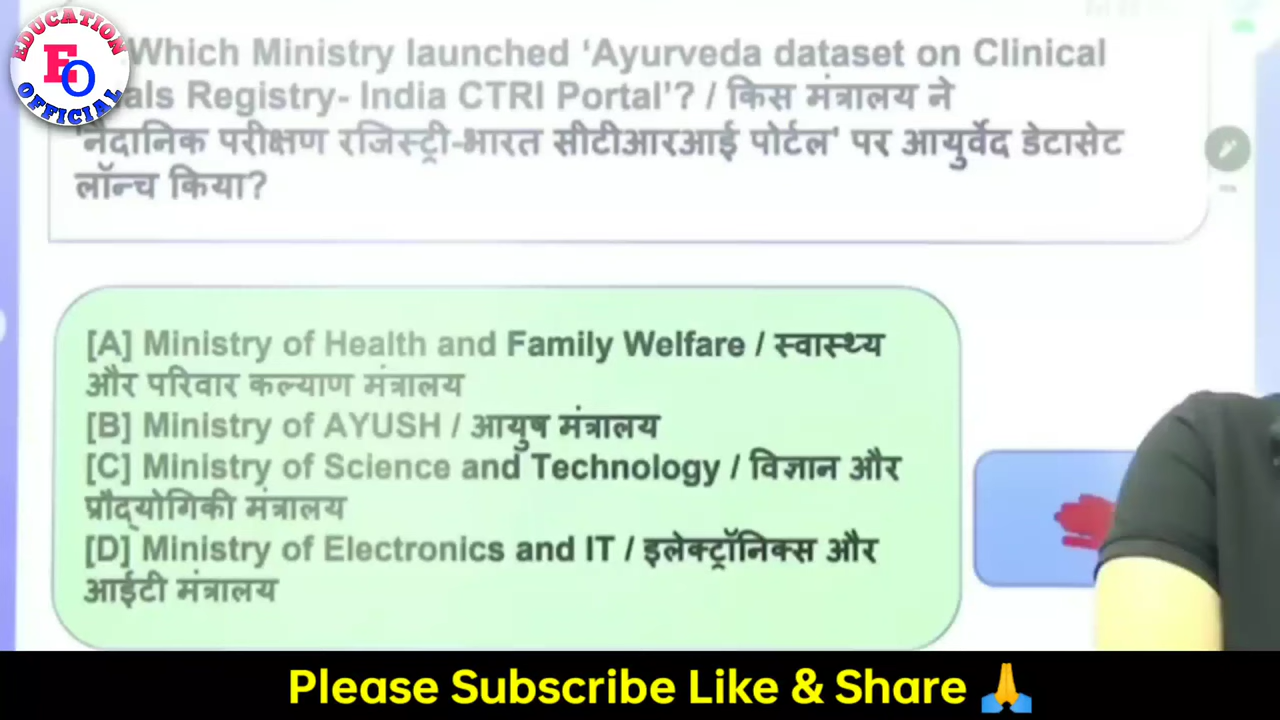 EDUCATION
EO
OFFICIAL
Which Ministry launched 'Ayurveda dataset on Clinical
als Registry- India CTRI Portal'? / किस मंत्रालय ने
'नैदानिक परीक्षण रजिस्ट्री-भारत सीटीआरआई पोर्टल' पर आयुर्वेद डेटासेट
लॉन्च किया?
[A] Ministry of Health and Family Welfare / स्वास्थ्य
और परिवार कल्याण मंत्रालय
[B] Ministry of AYUSH / आयुष मंत्रालय
[C] Ministry of Science and Technology / विज्ञान और
प्रौद्योगिकी मंत्रालय
[D] Ministry of Electronics and IT / इलेक्ट्रॉनिक्स और
आईटी मंत्रालय
Please Subscribe Like & Share 🙏